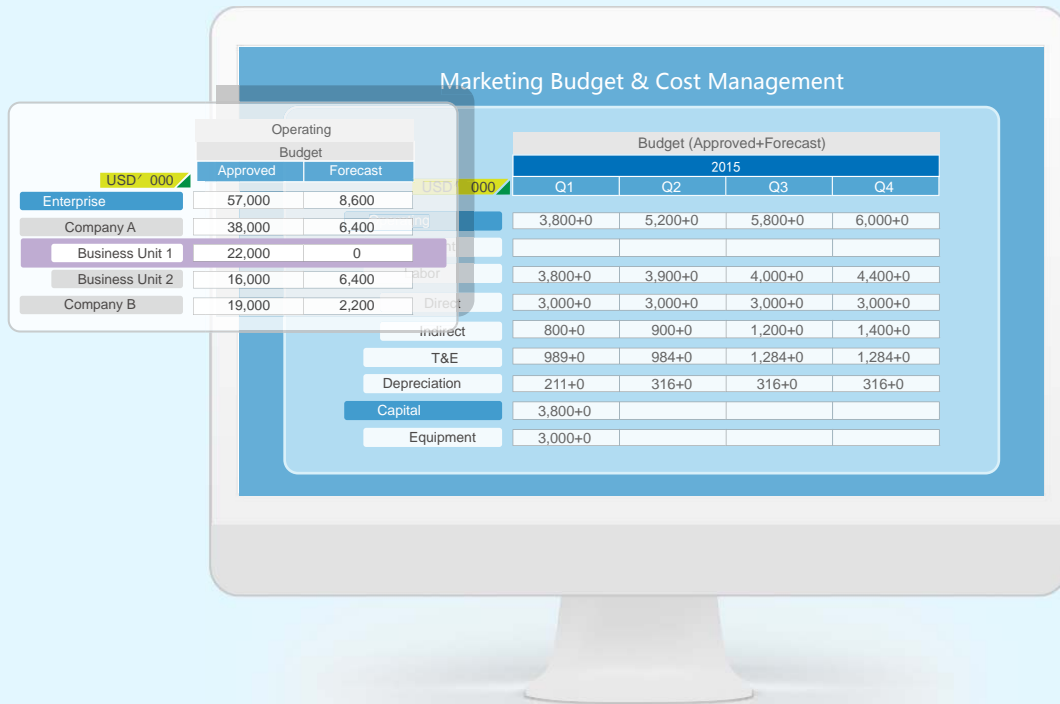 Marketing Budget & Cost Management
Operating
Budget
Approved Forecast
USD' 000
Enterprise 57,000 8,600
Company A 38,000 6,400
Business Unit 1 22,000 0
Business Unit 2 16,000 6,400
Company B 19,000 2,200
Budget (Approved+Forecast)
2015
USD' 000 Q1 Q2 Q3 Q4
3,800+0 5,200+0 5,800+0 6,000+0
Labor 3,800+0 3,900+0 4,000+0 4,400+0
Direct 3,000+0 3,000+0 3,000+0 3,000+0
Indirect 800+0 900+0 1,200+0 1,400+0
T&E 989+0 984+0 1,284+0 1,284+0
Depreciation 211+0 316+0 316+0 316+0
Capital 3,800+0
Equipment 3,000+0